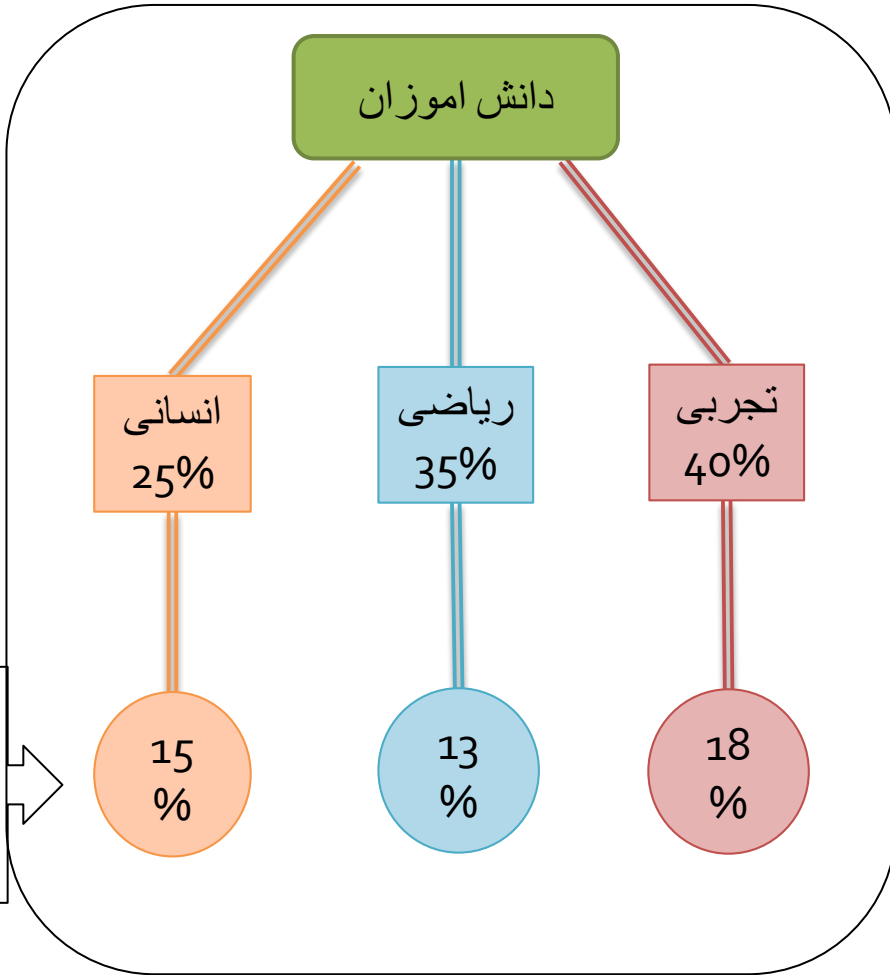 دانش اموزان
تجربی
40%
ریاضی
35%
انسانی
25%
18
%
13
%
15
%